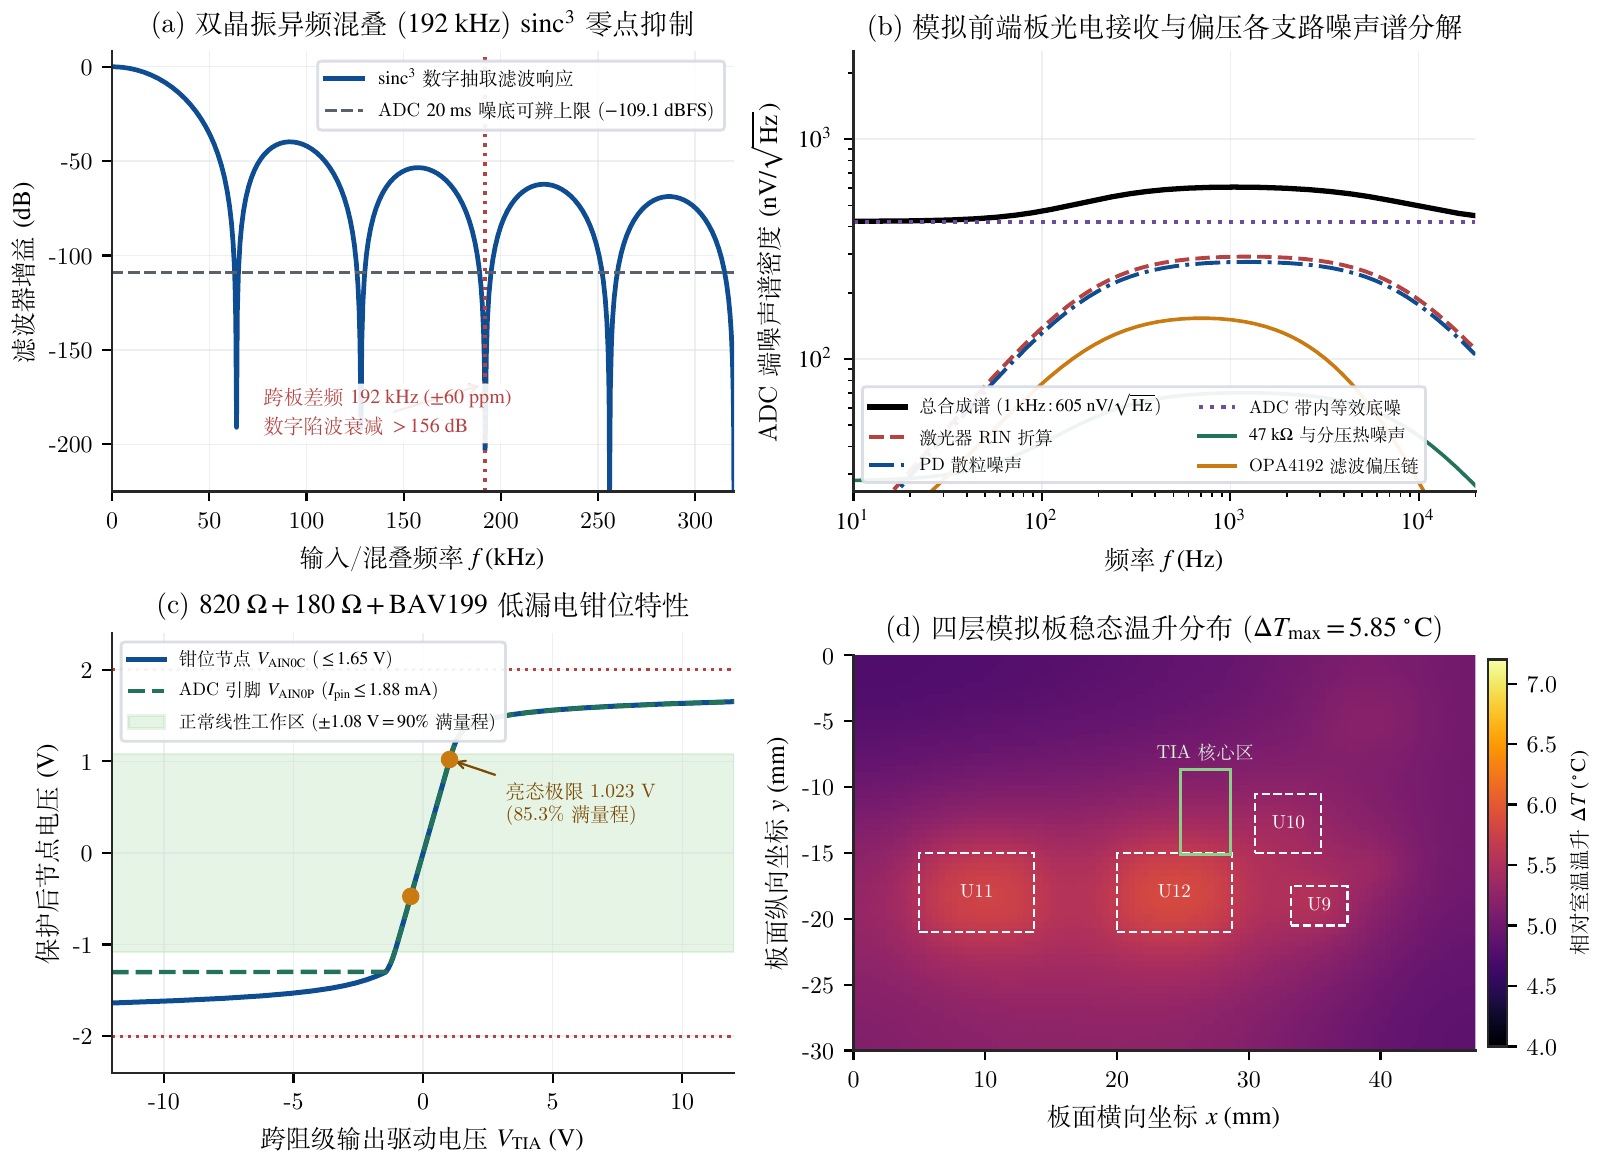 (a) 双晶振异频混叠 (192 kHz) sinc³ 零点抑制
sinc³ 数字抽取滤波响应
ADC 20 ms 噪底可辨上限 (−109.1 dBFS)
跨板差频 192 kHz (±60 ppm)
数字陷波衰减 >156 dB
滤波器增益 (dB)
0
-50
-100
-150
-200
0 50 100 150 200 250 300
输入/混叠频率 f (kHz)
(b) 模拟前端板光电接收与偏压各支路噪声谱分解
ADC 端噪声谱密度 (nV/√Hz)
10³
10²
总合成谱 (1 kHz: 605 nV/√Hz)
激光器 RIN 折算
PD 散粒噪声
ADC 带内等效底噪
47 kΩ 与分压热噪声
OPA4192 滤波偏压链
10¹ 10² 10³ 10⁴
频率 f (Hz)
(c) 820 Ω+180 Ω+BAV199 低漏电钳位特性
钳位节点 V_AIN0C (≤1.65 V)
ADC 引脚 V_AIN0P (I_pin≤1.88 mA)
正常线性工作区 (±1.08 V=90% 满量程)
亮态极限 1.023 V
(85.3% 满量程)
保护后节点电压 (V)
2
1
0
-1
-2
-10 -5 0 5 10
跨阻级输出驱动电压 V_TIA (V)
(d) 四层模拟板稳态温升分布 (ΔT_max=5.85 °C)
板面纵向坐标 y (mm)
0
-5
-10
-15
-20
-25
-30
TIA 核心区
U10
U11
U12
U9
0 10 20 30 40
板面横向坐标 x (mm)
7.0
6.5
6.0
5.5
5.0
4.5
4.0
相对室温温升 ΔT (°C)